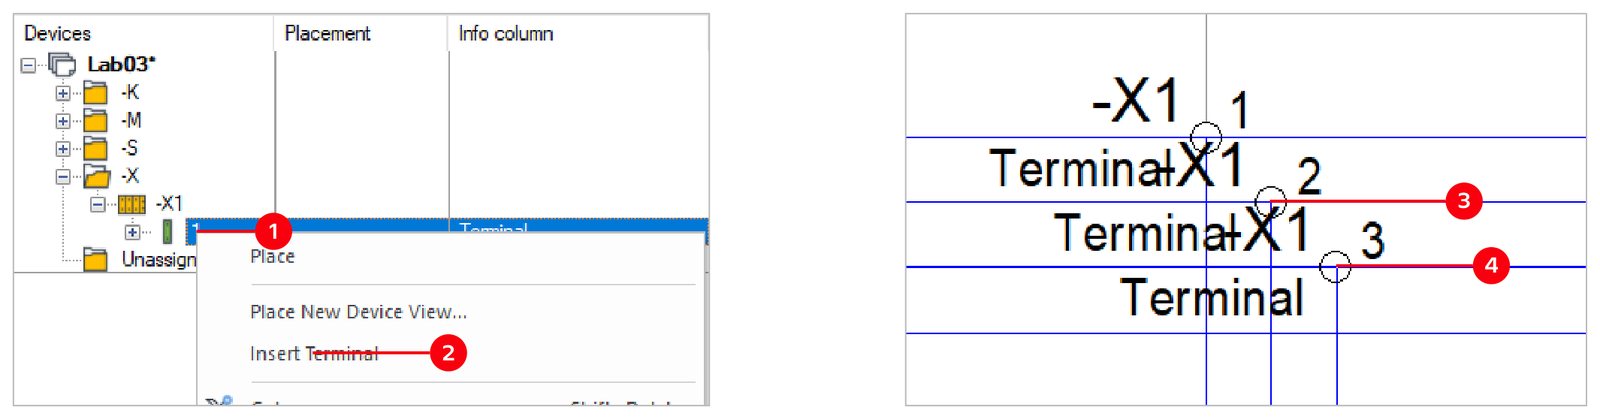 Devices Placement Info column
Lab03*
-K
-M
-S
-X
-X1
1 Terminal
Unassign
Place
Place New Device View...
Insert Terminal
2
-X1 1
Terminal -X1 2
3
Terminal -X1 3
4
Terminal